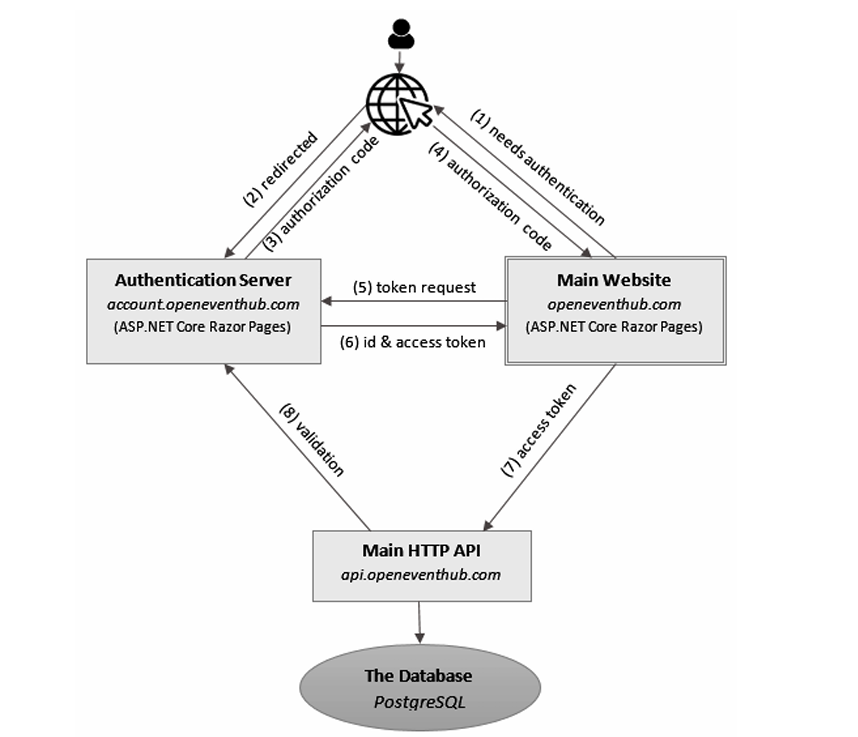 (1) needs authentication
(2) redirected
(3) authorization code
(4) authorization code
Authentication Server
account.openeventhub.com
(ASP.NET Core Razor Pages)
Main Website
openeventhub.com
(ASP.NET Core Razor Pages)
(5) token request
(6) id & access token
(7) access token
(8) validation
Main HTTP API
api.openeventhub.com
The Database
PostgreSQL